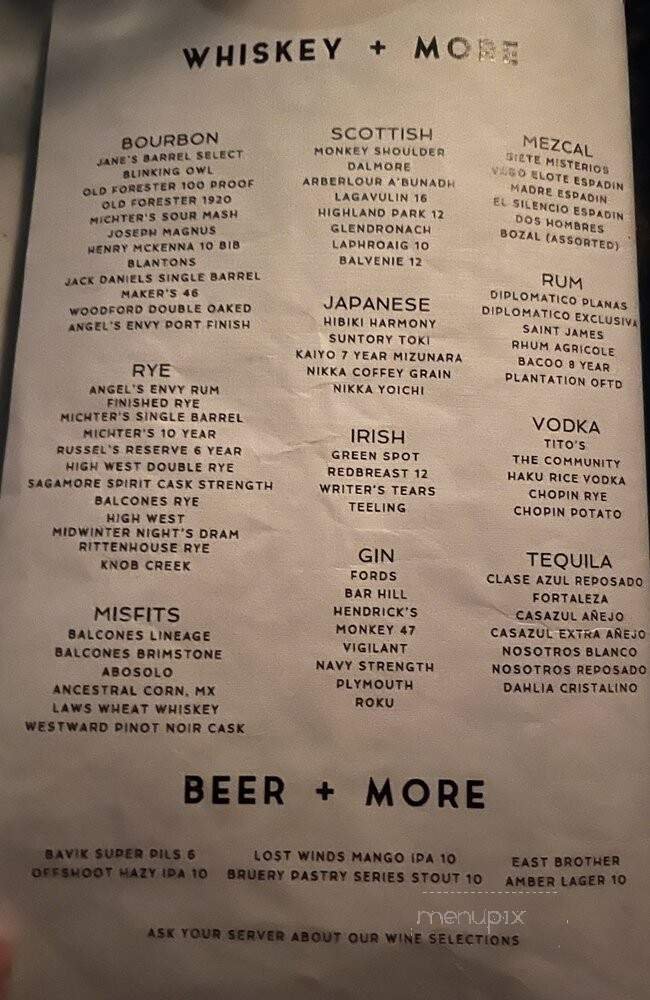 WHISKEY + MORE
BOURBON
JANE'S BARREL SELECT
BLINKING OWL
OLD FORESTER 100 PROOF
OLD FORESTER 1920
MICHTER'S SOUR MASH
JOSEPH MAGNUS
HENRY MCKENNA 10 BIB
BLANTONS
JACK DANIELS SINGLE BARREL
MAKER'S 46
WOODFORD DOUBLE OAKED
ANGEL'S ENVY PORT FINISH
RYE
ANGEL'S ENVY RUM
FINISHED RYE
MICHTER'S SINGLE BARREL
MICHTER'S 10 YEAR
RUSSEL'S RESERVE 6 YEAR
HIGH WEST DOUBLE RYE
SAGAMORE SPIRIT CASK STRENGTH
BALCONES RYE
HIGH WEST
MIDWINTER NIGHT'S DRAM
RITTENHOUSE RYE
KNOB CREEK
MISFITS
BALCONES LINEAGE
BALCONES BRIMSTONE
ABOSOLO
ANCESTRAL CORN, MX
LAWS WHEAT WHISKEY
WESTWARD PINOT NOIR CASK
SCOTTISH
MONKEY SHOULDER
DALMORE
ARBERLOUR A'BUNADH
LAGAVULIN 16
HIGHLAND PARK 12
GLENDRONACH
LAPHROAIG 10
BALVENIE 12
JAPANESE
HIBIKI HARMONY
SUNTORY TOKI
KAIYO 7 YEAR MIZUNARA
NIKKA COFFEY GRAIN
NIKKA YOICHI
IRISH
GREEN SPOT
REDBREAST 12
WRITER'S TEARS
TEELING
GIN
FORDS
BAR HILL
HENDRICK'S
MONKEY 47
VIGILANT
NAVY STRENGTH
PLYMOUTH
ROKU
MEZCAL
SIETE MISTERIOS
VAGO ELOTE ESPADIN
MADRE ESPADIN
EL SILENCIO ESPADIN
DOS HOMBRES
BOZAL (ASSORTED)
RUM
DIPLOMATICO PLANAS
DIPLOMATICO EXCLUSIVA
SAINT JAMES
RHUM AGRICOLE
BACOO 8 YEAR
PLANTATION OFTD
VODKA
TITO'S
THE COMMUNITY
HAKU RICE VODKA
CHOPIN RYE
CHOPIN POTATO
TEQUILA
CLASE AZUL REPOSADO
FORTALEZA
CASAZUL AÑEJO
CASAZUL EXTRA AÑEJO
NOSOTROS BLANCO
NOSOTROS REPOSADO
DAHLIA CRISTALINO
BEER + MORE
BAVIK SUPER PILS 6
OFFSHOOT HAZY IPA 10
LOST WINDS MANGO IPA 10
BRUERY PASTRY SERIES STOUT 10
EAST BROTHER
AMBER LAGER 10
menupix
ASK YOUR SERVER ABOUT OUR WINE SELECTIONS